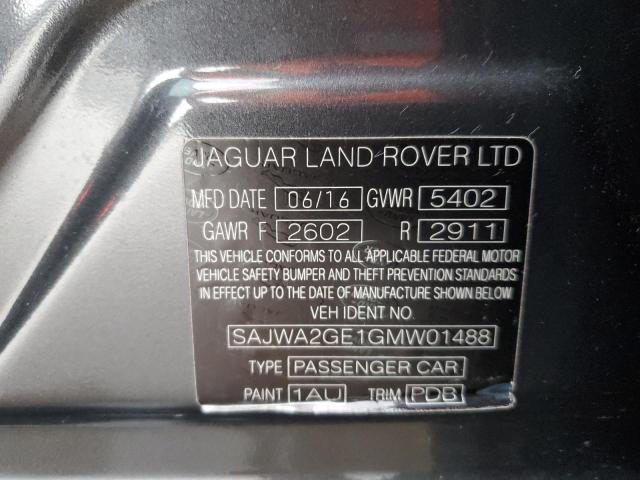 JAGUAR LAND ROVER LTD
MFD DATE 06/16 GVWR 5402
GAWR F 2602 R 2911
THIS VEHICLE CONFORMS TO ALL APPLICABLE FEDERAL MOTOR
VEHICLE SAFETY BUMPER AND THEFT PREVENTION STANDARDS
IN EFFECT UP TO THE DATE OF MANUFACTURE SHOWN BELOW
VEH IDENT NO.
SAJWA2GE1GMW01488
TYPE PASSENGER CAR
PAINT 1AU TRIM PDB